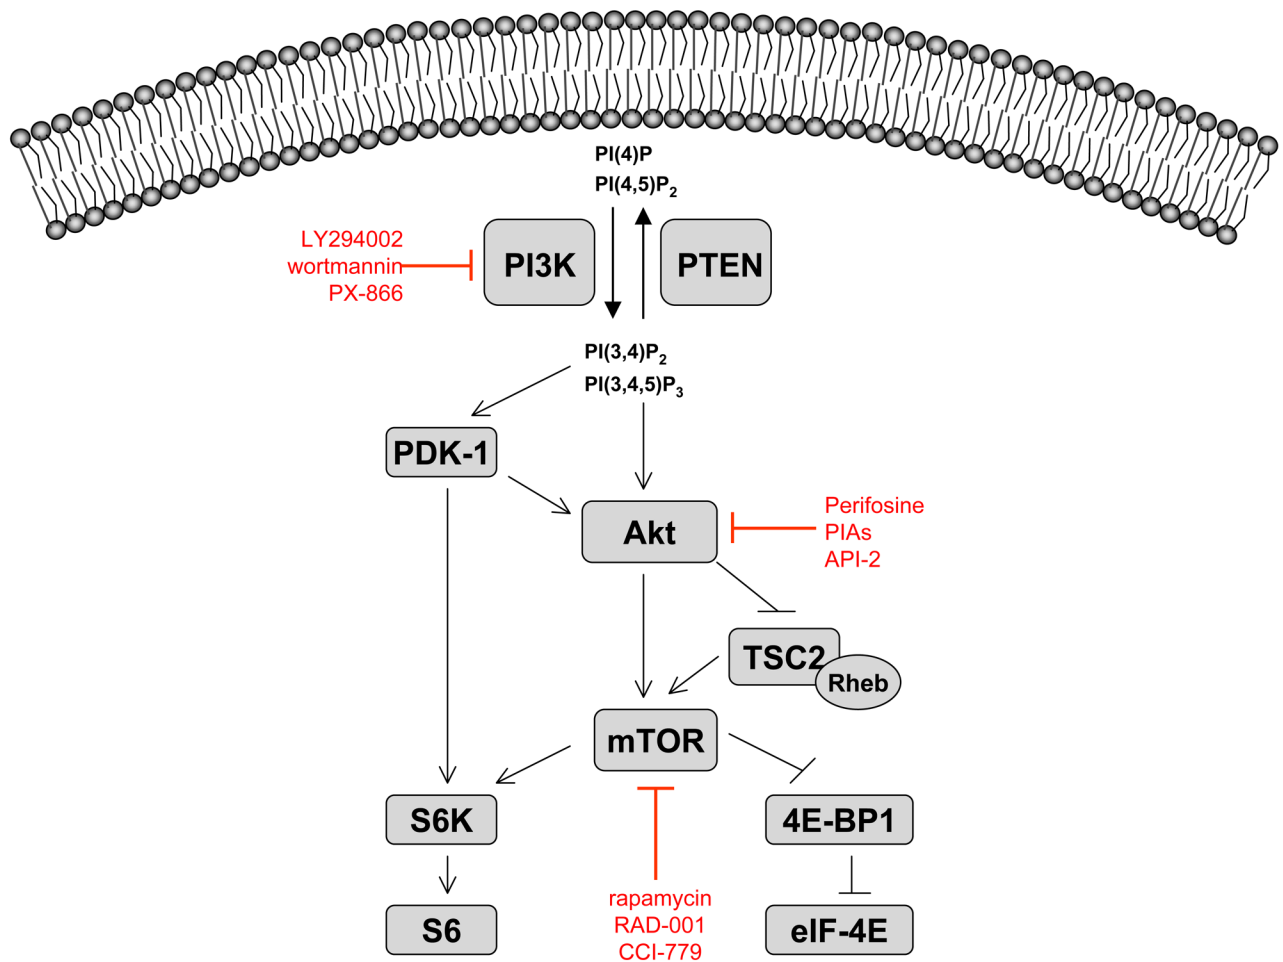 PI(4)P
PI(4,5)P2
LY294002
wortmannin
PX-866
PI3K
PTEN
PI(3,4)P2
PI(3,4,5)P3
PDK-1
Akt
Perifosine
PIAs
API-2
TSC2
Rheb
mTOR
S6K
4E-BP1
rapamycin
RAD-001
CCI-779
S6
eIF-4E